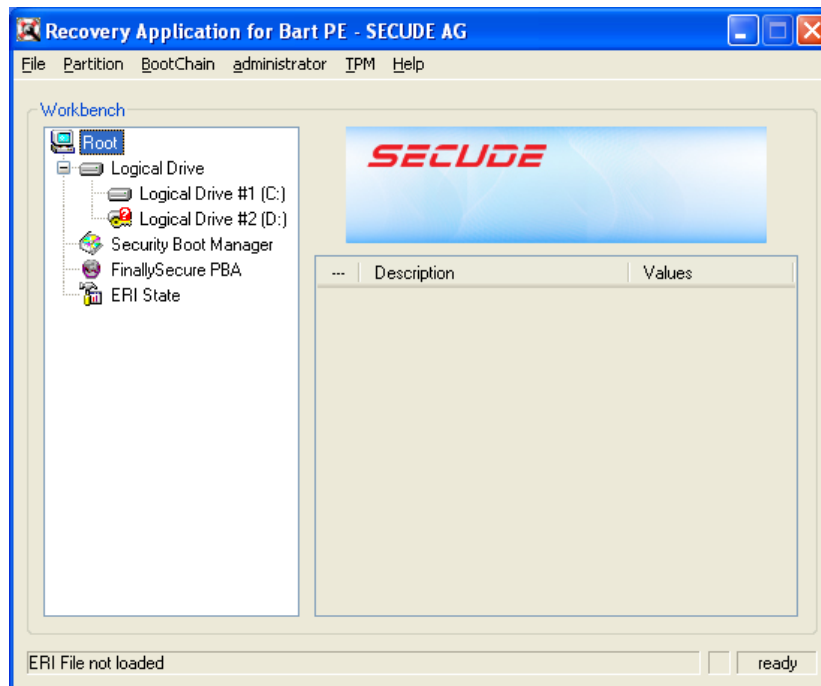 Recovery Application for Bart PE - SECUDE AG
File Partition BootChain administrator TPM Help
Workbench
Root
Logical Drive
Logical Drive #1 (C:)
Logical Drive #2 (D:)
Security Boot Manager
FinallySecure PBA
ERI State
SECUDE
--- Description Values
ERI File not loaded ready